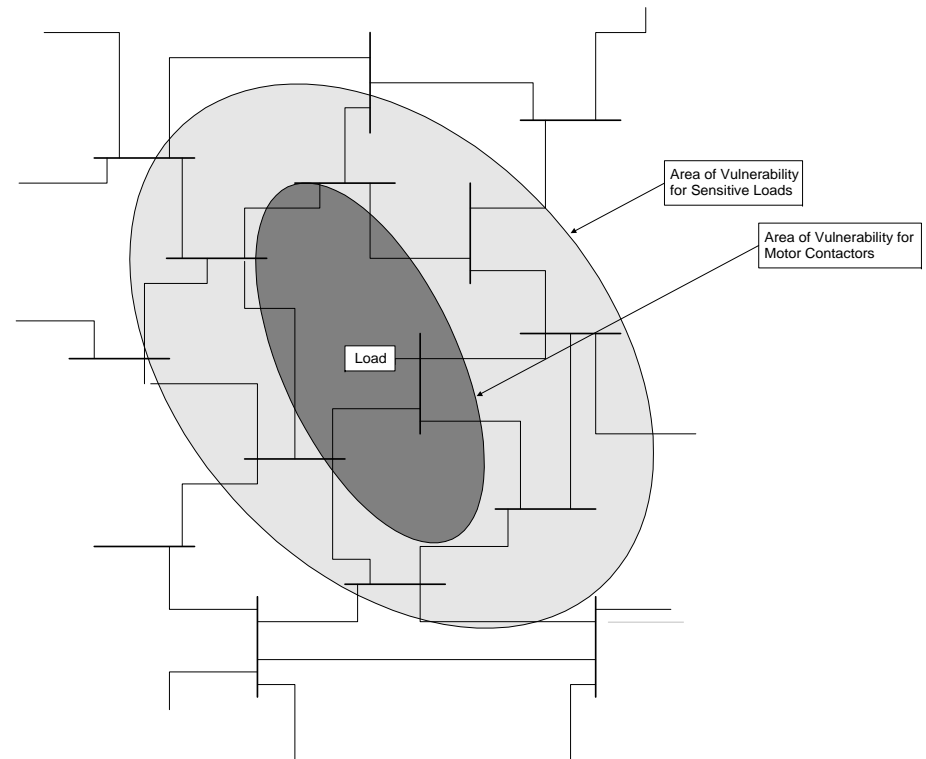 Area of Vulnerability
for Sensitive Loads
Area of Vulnerability for
Motor Contactors
Load